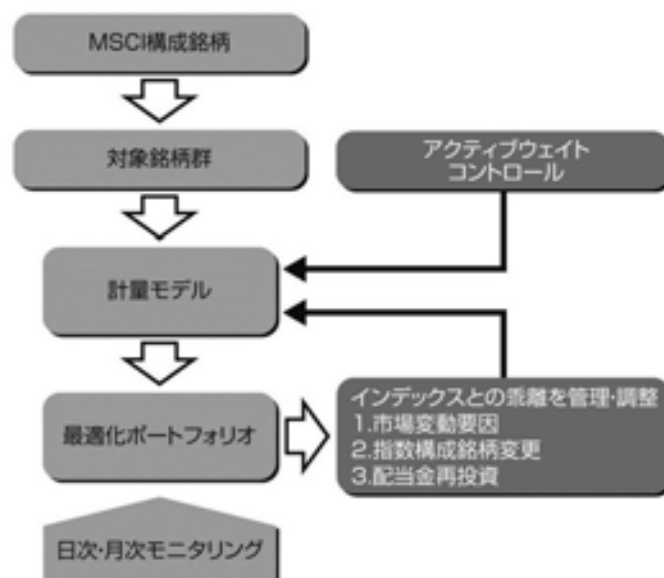 MSCI構成銘柄
対象銘柄群
アクティブウェイト
コントロール
計量モデル
最適化ポートフォリオ
インデックスとの乖離を管理・調整
1.市場変動要因
2.指数構成銘柄変更
3.配当金再投資
日次・月次モニタリング